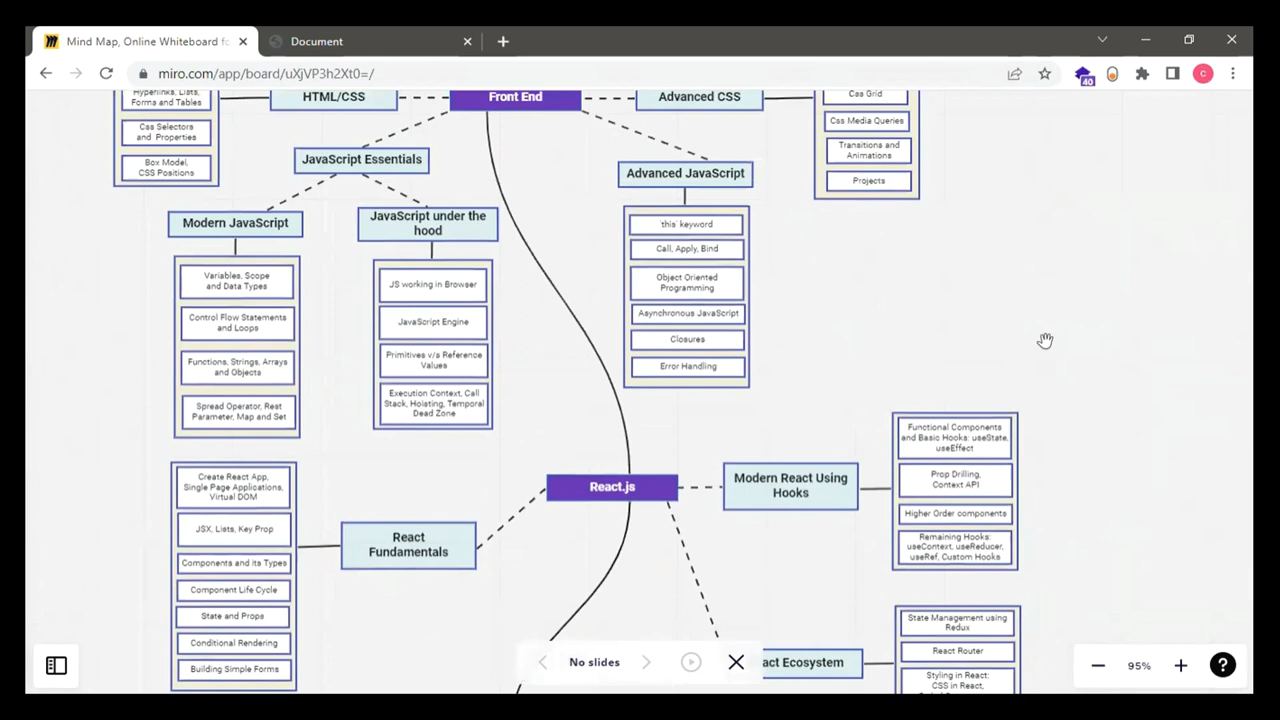 Mind Map, Online Whiteboard fo
Document
miro.com/app/board/uXjVP3h2Xt0=/
40
C
Hyperlinks, Lists,
Forms and Tables
Css Selectors
and Properties
Box Model,
CSS Positions
HTML/CSS
Front End
Advanced CSS
Css Grid
Css Media Queries
Transitions and
Animations
Projects
JavaScript Essentials
Advanced JavaScript
Modern JavaScript
JavaScript under the
hood
'this' keyword
Call, Apply, Bind
Object Oriented
Programming
Asynchronous JavaScript
Closures
Error Handling
Variables, Scope
and Data Types
Control Flow Statements
and Loops
Functions, Strings, Arrays
and Objects
Spread Operator, Rest
Parameter, Map and Set
JS working in Browser
JavaScript Engine
Primitives v/s Reference
Values
Execution Context, Call
Stack, Hoisting, Temporal
Dead Zone
React.js
Modern React Using
Hooks
Functional Components
and Basic Hooks: useState,
useEffect
Prop Drilling,
Context API
Higher Order components
Remaining Hooks:
useContext, useReducer,
useRef, Custom Hooks
React
Fundamentals
Create React App,
Single Page Applications,
Virtual DOM
JSX, Lists, Key Prop
Components and its Types
Component Life Cycle
State and Props
Conditional Rendering
Building Simple Forms
act Ecosystem
State Management using
Redux
React Router
Styling in React:
CSS in React,
No slides
95%
?